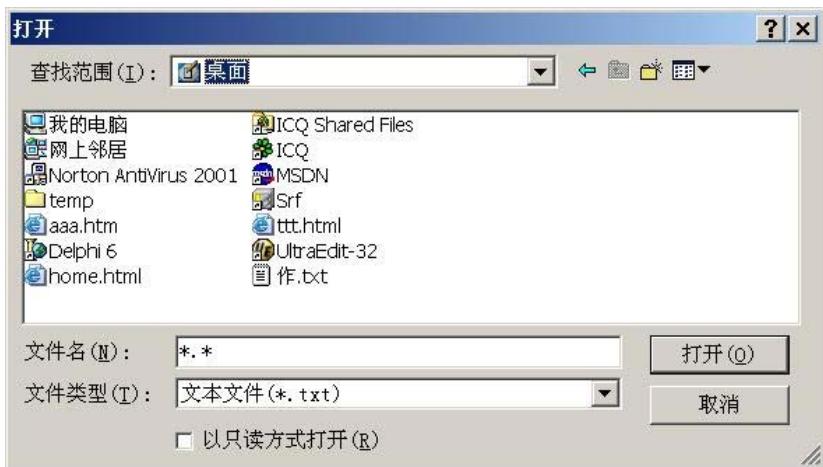 打开
查找范围(I): 桌面
我的电脑 ICQ Shared Files
网上邻居 ICQ
Norton AntiVirus 2001 MSDN
temp Srf
aaa.htm ttt.html
Delphi 6 UltraEdit-32
home.html 作.txt
文件名(N): *.* 打开(O)
文件类型(T): 文本文件(*.txt) 取消
以只读方式打开(R)